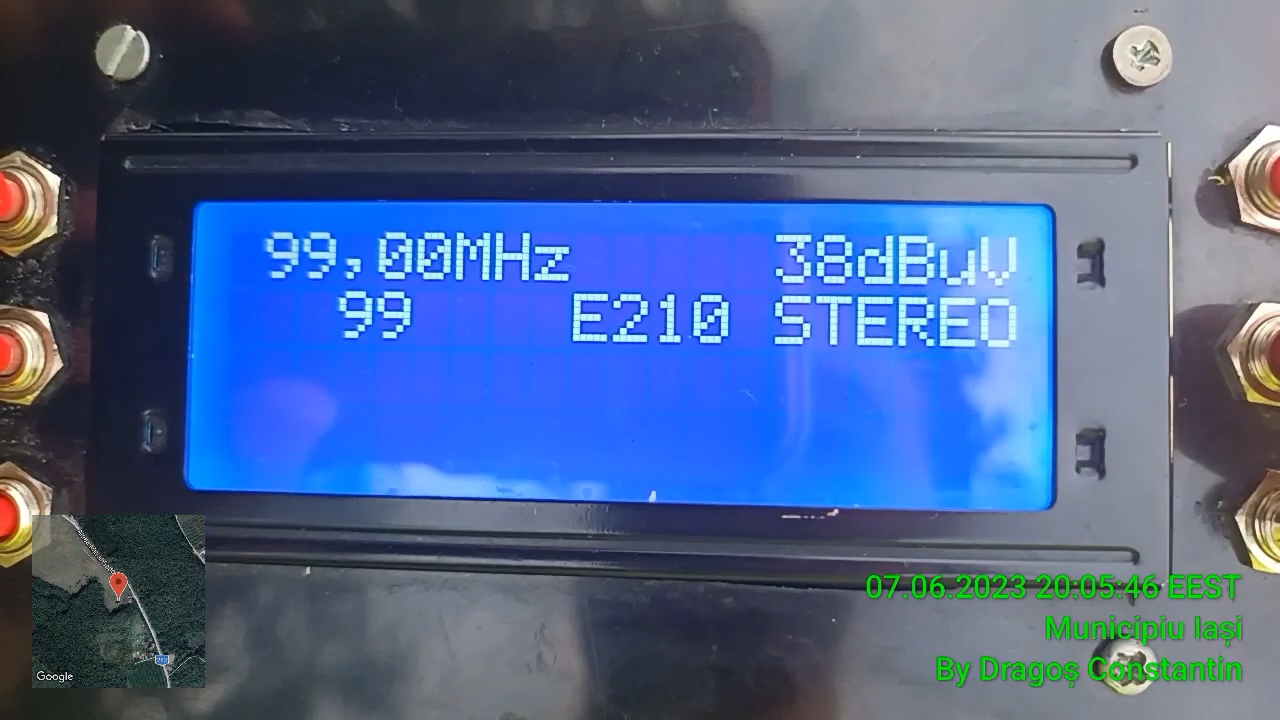 99,00MHz 38dBuV
99 E210 STEREO
Google
07.06.2023 20:05:46 EEST
Municipiu Iași
By Dragoș Constantin